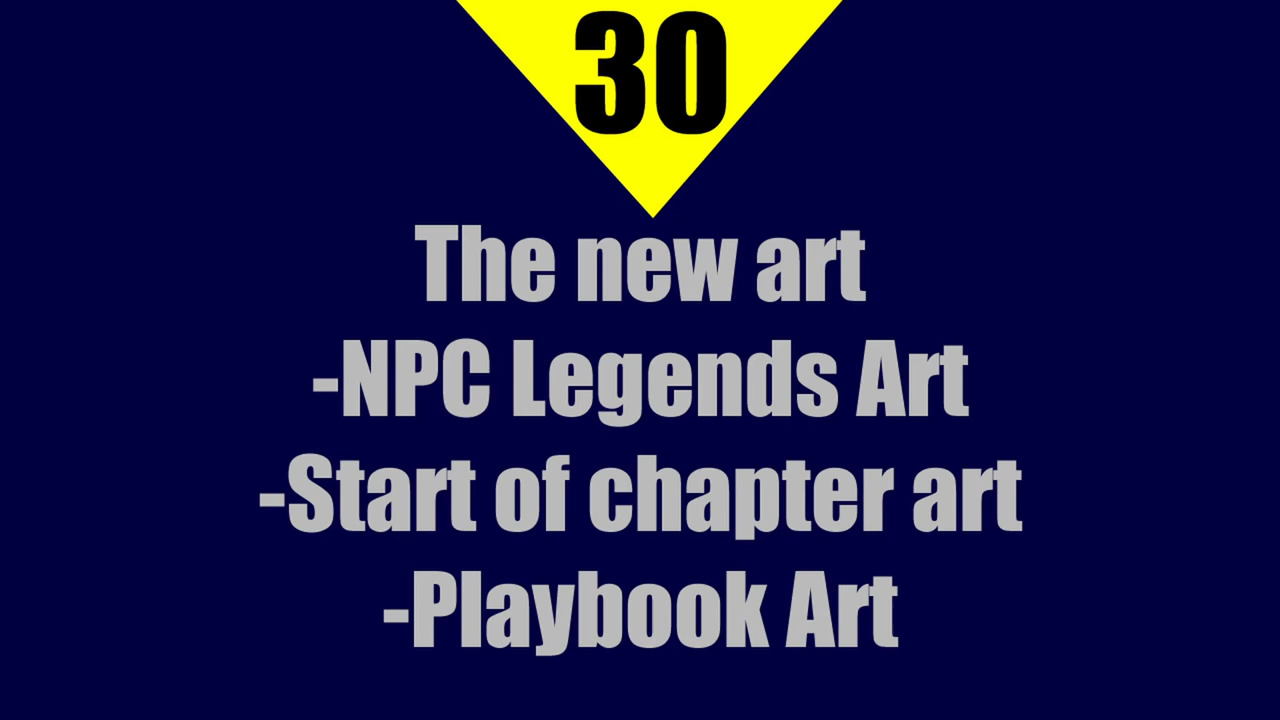 30
The new art
-NPC Legends Art
-Start of chapter art
-Playbook Art